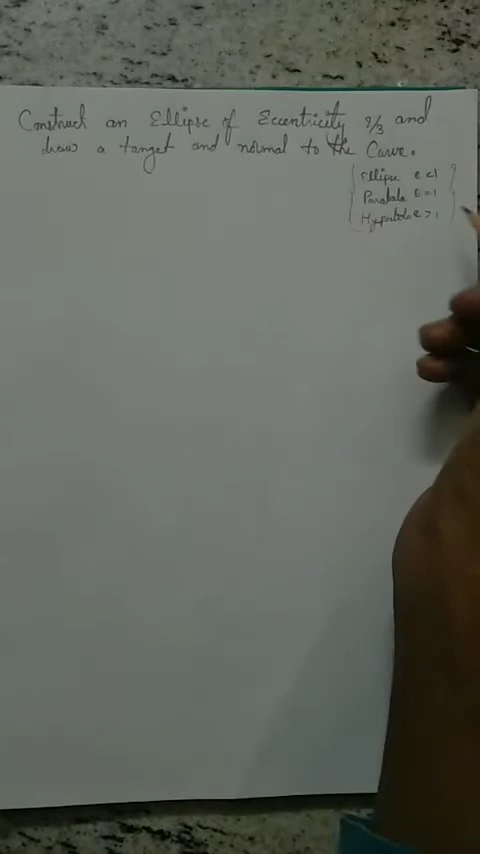 Construct an Ellipse of Eccentricity 2/3 and
draw a tanget and normal to the Curve.
Ellipse e<1
Parabola e=1
Hyperbola e>1